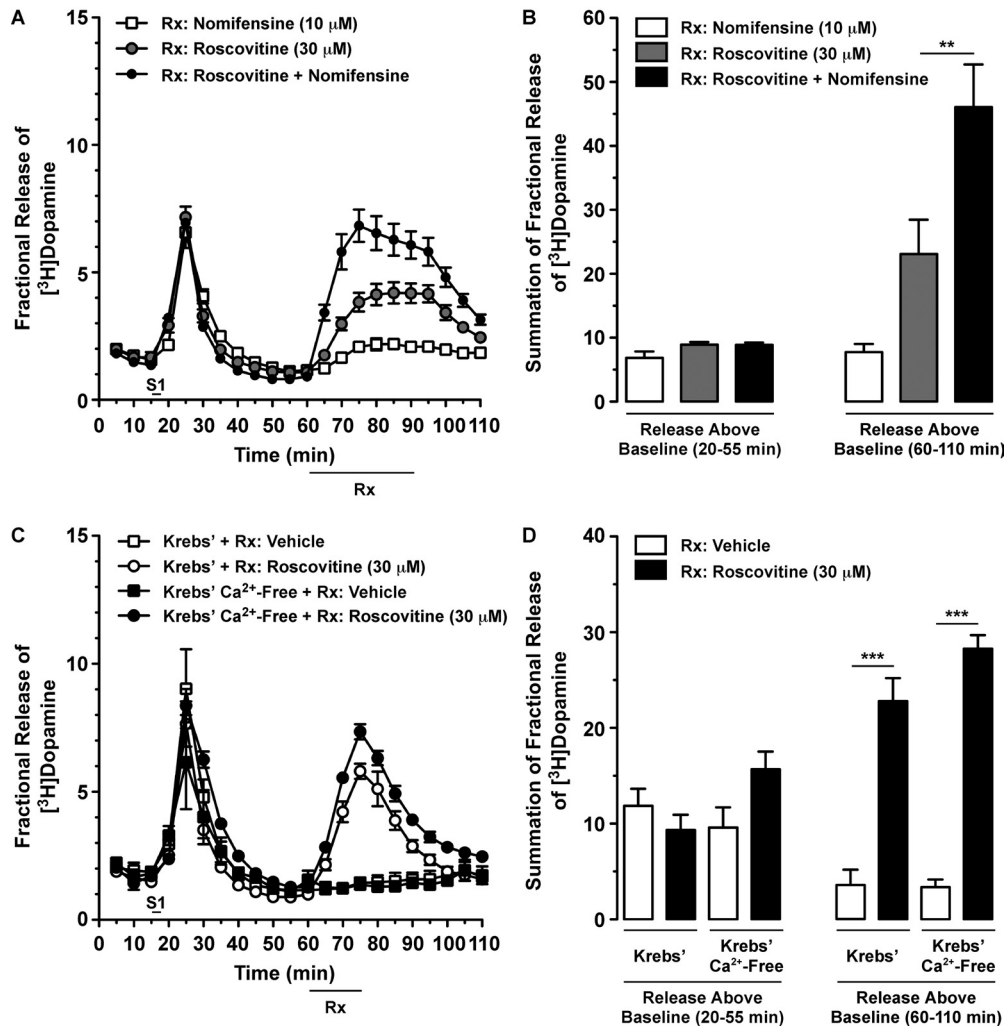 A
Rx: Nomifensine (10 μM)
Rx: Roscovitine (30 μM)
Rx: Roscovitine + Nomifensine
Fractional Release of
[³H]Dopamine
15
10
5
0
S1
0 10 20 30 40 50 60 70 80 90 100 110
Time (min)
Rx
B
Rx: Nomifensine (10 μM)
Rx: Roscovitine (30 μM)
Rx: Roscovitine + Nomifensine
**
Summation of Fractional Release
of [³H]Dopamine
60
50
40
30
20
10
0
Release Above
Baseline (20-55 min)
Release Above
Baseline (60-110 min)
C
Krebs' + Rx: Vehicle
Krebs' + Rx: Roscovitine (30 μM)
Krebs' Ca²⁺-Free + Rx: Vehicle
Krebs' Ca²⁺-Free + Rx: Roscovitine (30 μM)
Fractional Release of
[³H]Dopamine
15
10
5
0
S1
0 10 20 30 40 50 60 70 80 90 100 110
Time (min)
Rx
D
Rx: Vehicle
Rx: Roscovitine (30 μM)
***
***
Summation of Fractional Release
of [³H]Dopamine
40
30
20
10
0
Krebs'
Krebs'
Ca²⁺-Free
Krebs'
Krebs'
Ca²⁺-Free
Release Above
Baseline (20-55 min)
Release Above
Baseline (60-110 min)